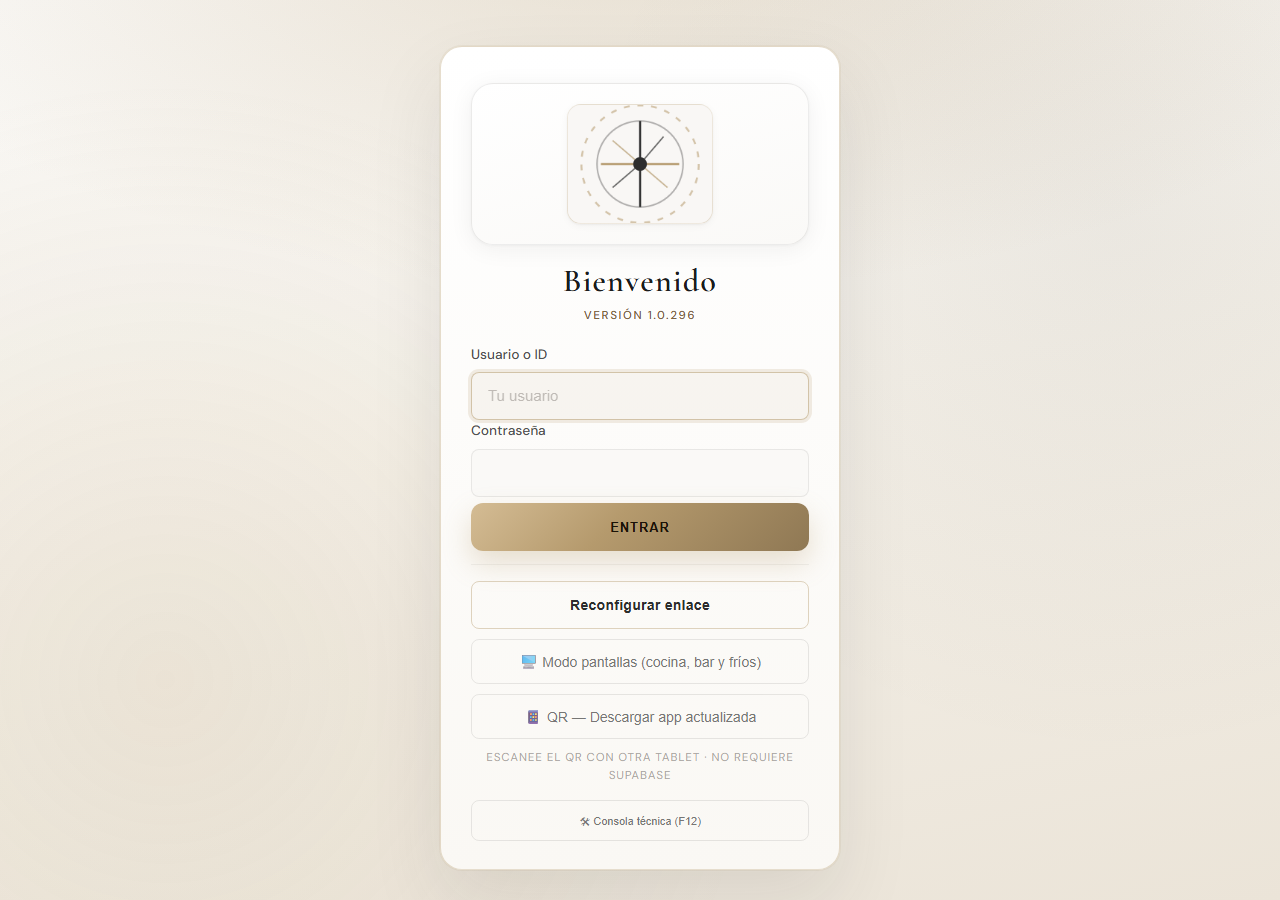 Bienvenido
VERSIÓN 1.0.296
Usuario o ID
Tu usuario
Contraseña
ENTRAR
Reconfigurar enlace
🖥️ Modo pantallas (cocina, bar y fríos)
📱 QR — Descargar app actualizada
ESCANEE EL QR CON OTRA TABLET · NO REQUIERE
SUPABASE
🛠 Consola técnica (F12)